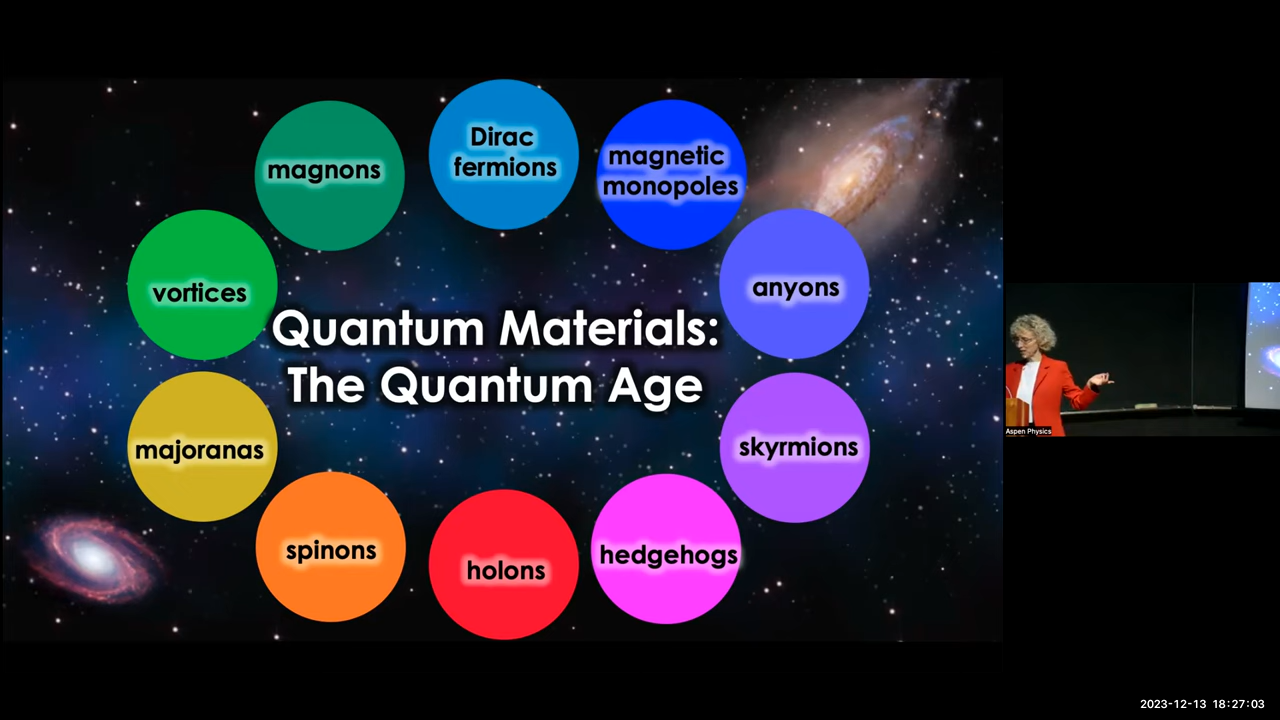 Dirac
fermions
magnons
magnetic
monopoles
vortices
anyons
Quantum Materials:
The Quantum Age
majoranas
skyrmions
spinons
holons
hedgehogs
Aspen Physics
2023-12-13 18:27:03